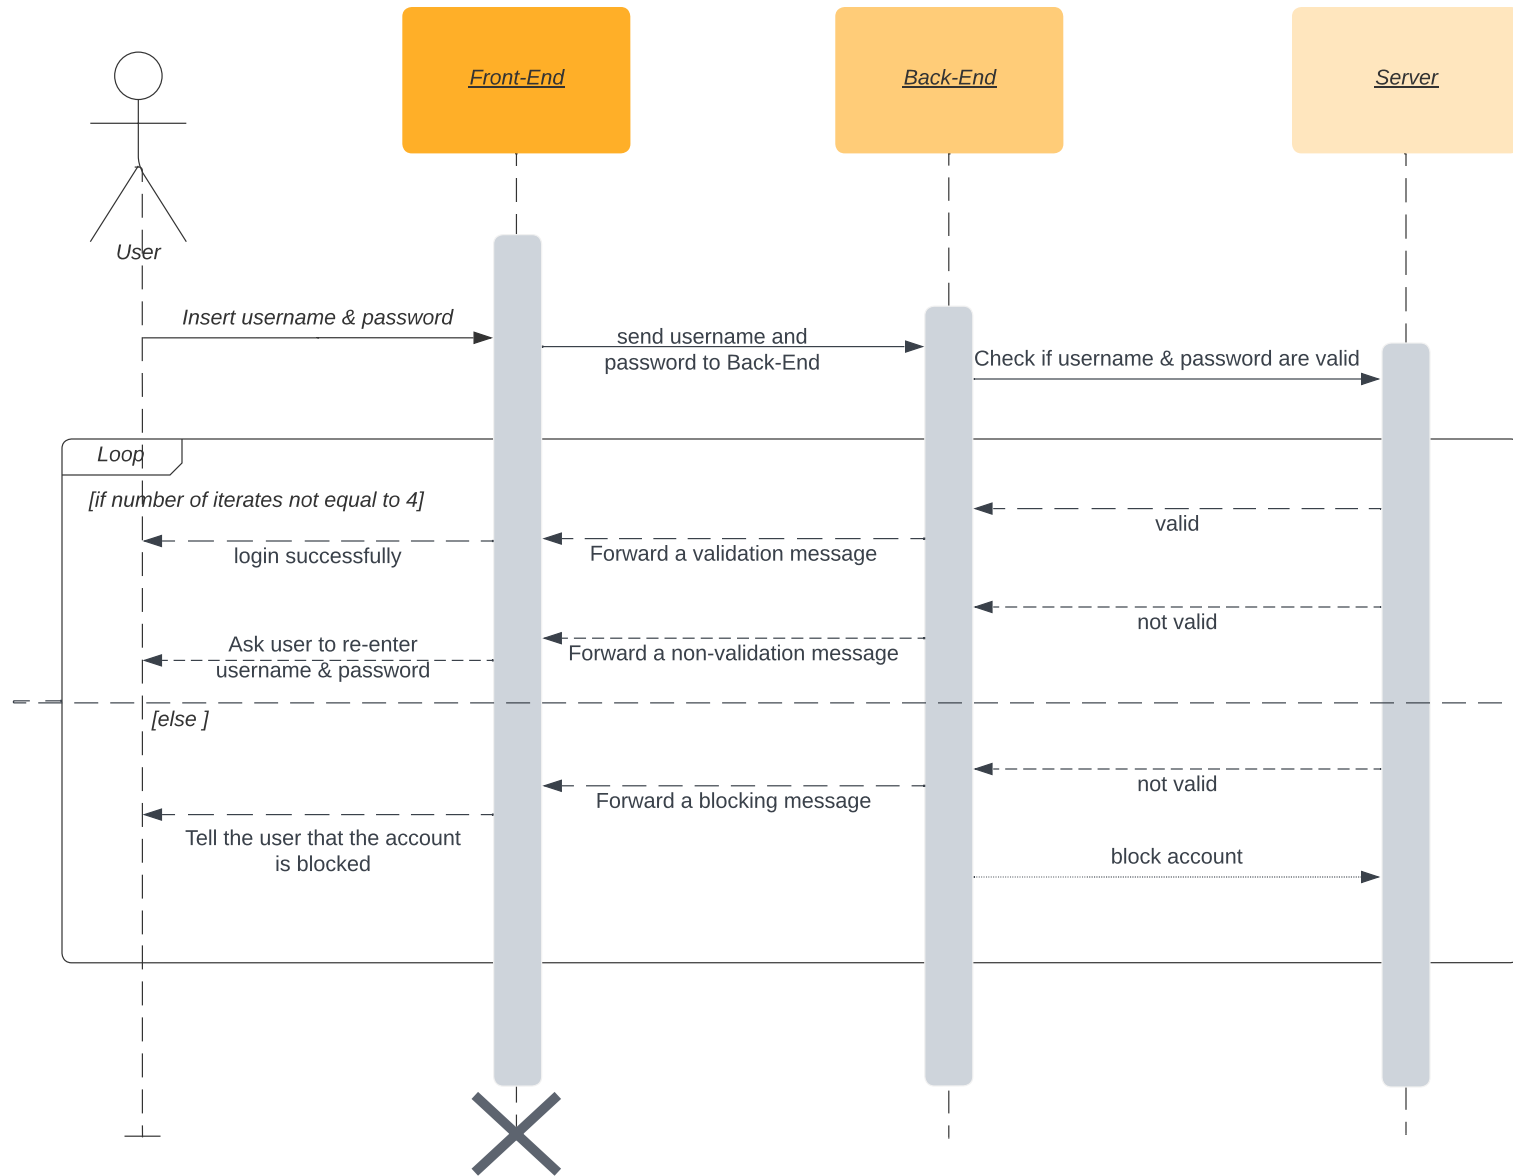 Front-End
Back-End
Server
User
Insert username & password
send username and
password to Back-End
Check if username & password are valid
Loop
[if number of iterates not equal to 4]
valid
Forward a validation message
login successfully
not valid
Forward a non-validation message
Ask user to re-enter
username & password
[else ]
not valid
Forward a blocking message
Tell the user that the account
is blocked
block account